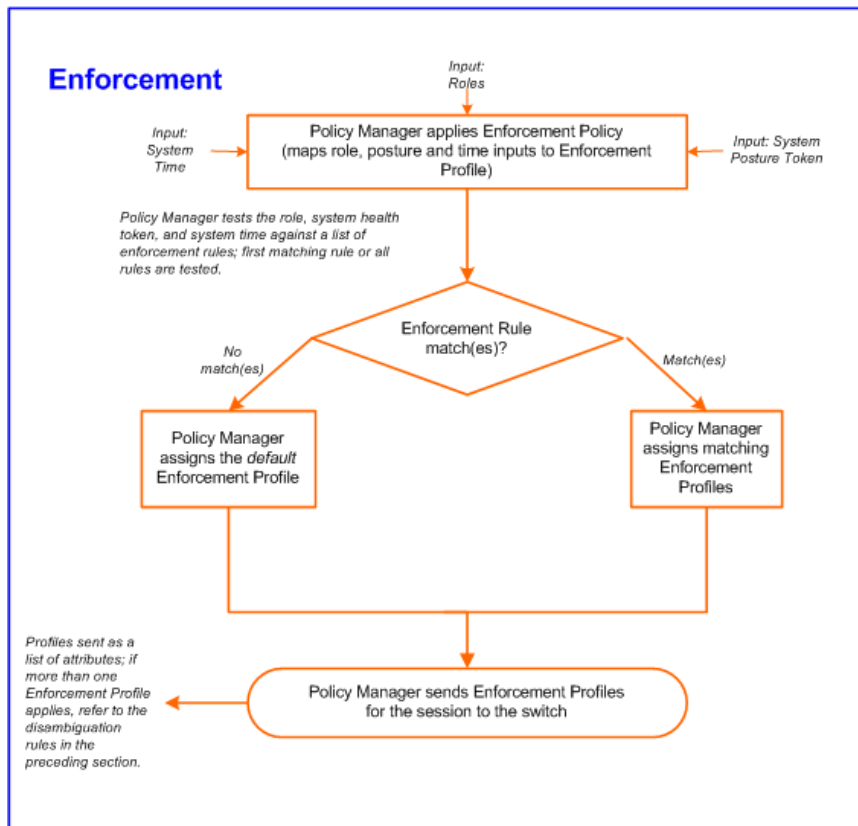 Enforcement
Input:
Roles
Input:
System
Time
Policy Manager applies Enforcement Policy
(maps role, posture and time inputs to Enforcement
Profile)
Input: System
Posture Token
Policy Manager tests the role, system health
token, and system time against a list of
enforcement rules; first matching rule or all
rules are tested.
Enforcement Rule
match(es)?
No
match(es)
Match(es)
Policy Manager
assigns the default
Enforcement Profile
Policy Manager
assigns matching
Enforcement
Profiles
Profiles sent as a
list of attributes; if
more than one
Enforcement Profile
applies, refer to the
disambiguation
rules in the
preceding section.
Policy Manager sends Enforcement Profiles
for the session to the switch